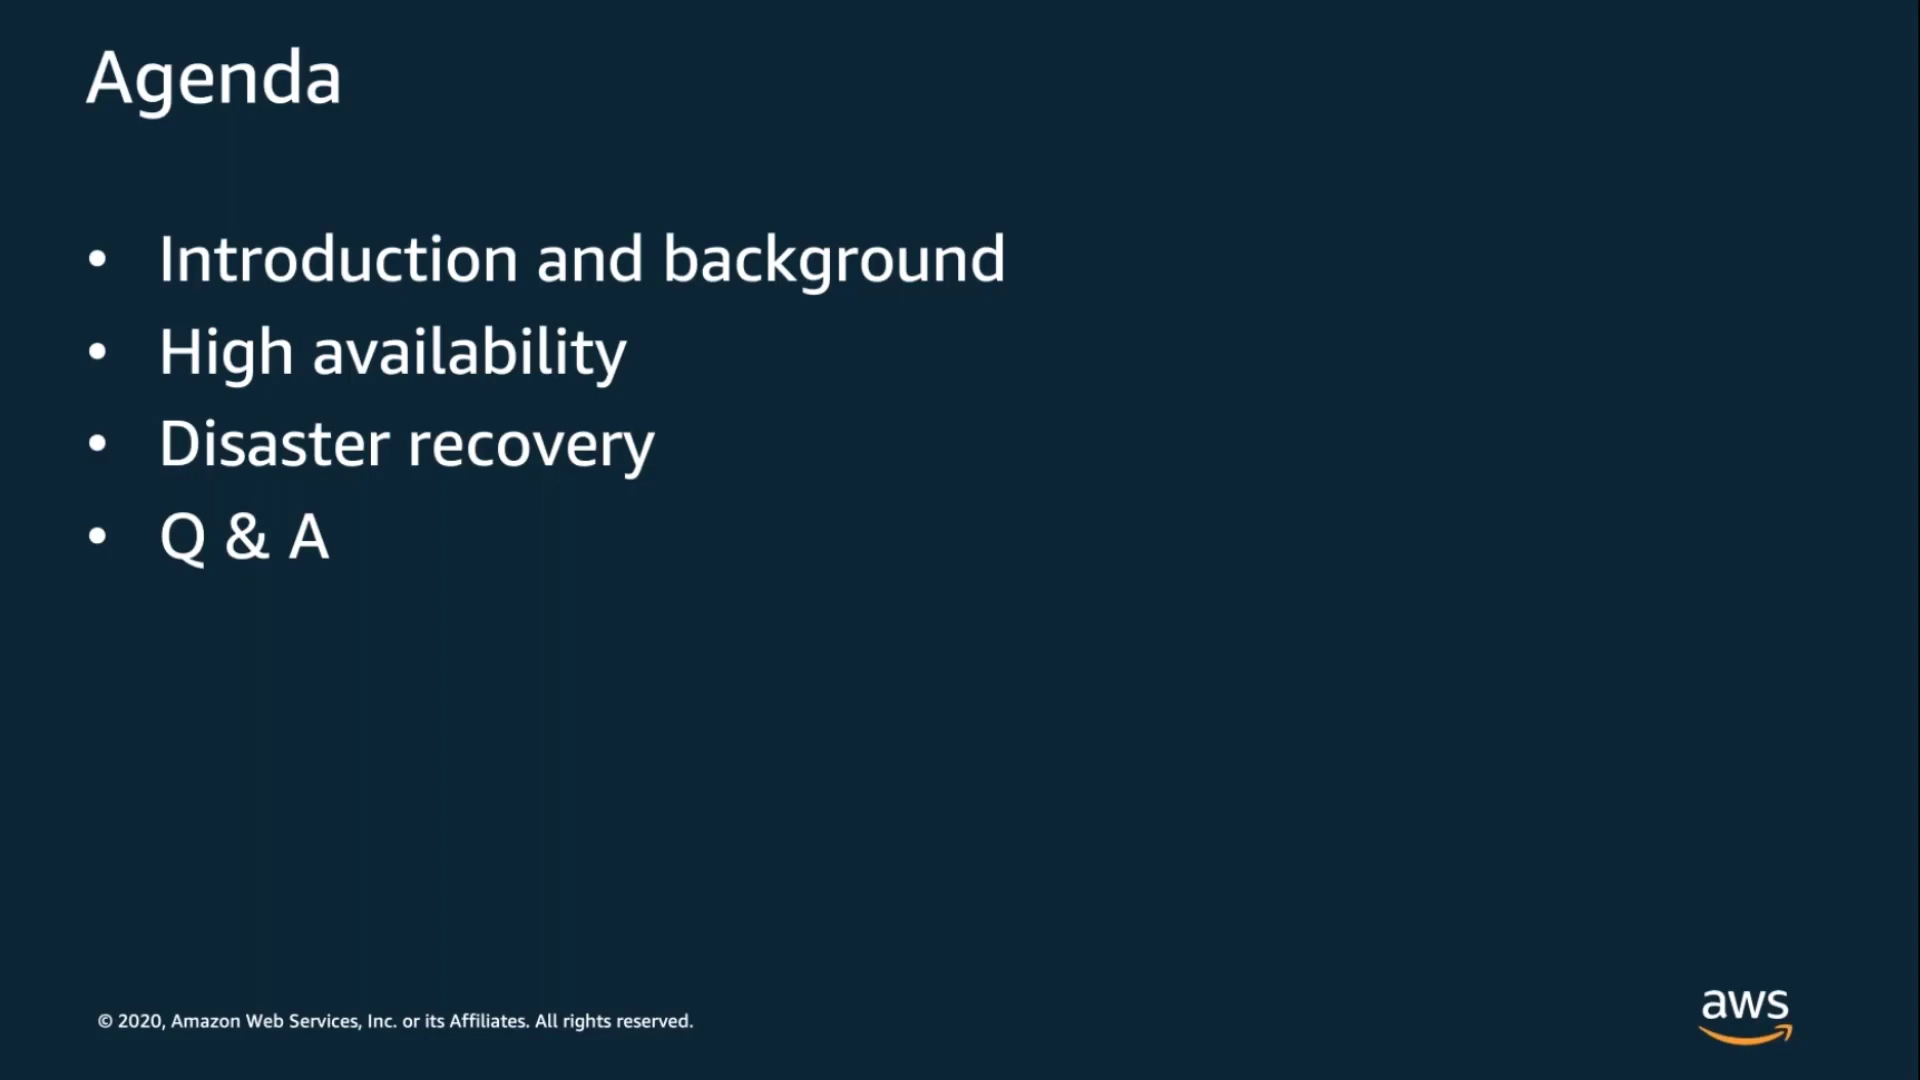 Agenda
• Introduction and background
• High availability
• Disaster recovery
• Q & A
© 2020, Amazon Web Services, Inc. or its Affiliates. All rights reserved.
aws